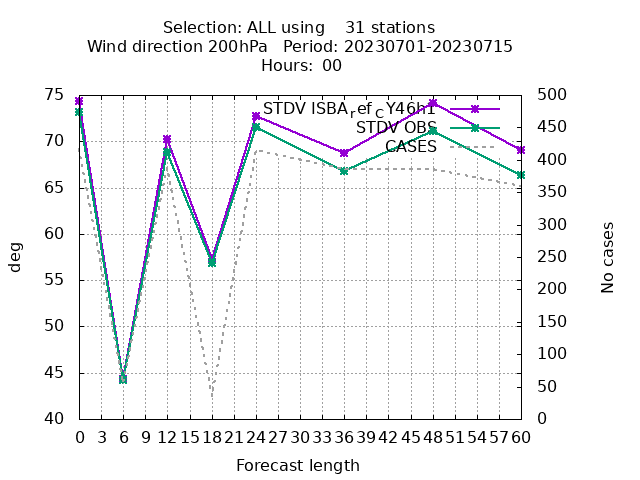 Selection: ALL using    31 stations
Wind direction 200hPa   Period: 20230701-20230715
Hours: 00
STDV ISBA_ref_CY46h1
STDV OBS
CASES
deg
75
70
65
60
55
50
45
40
No cases
500
450
400
350
300
250
200
150
100
50
0
0 3 6 9 12 15 18 21 24 27 30 33 36 39 42 45 48 51 54 57 60
Forecast length